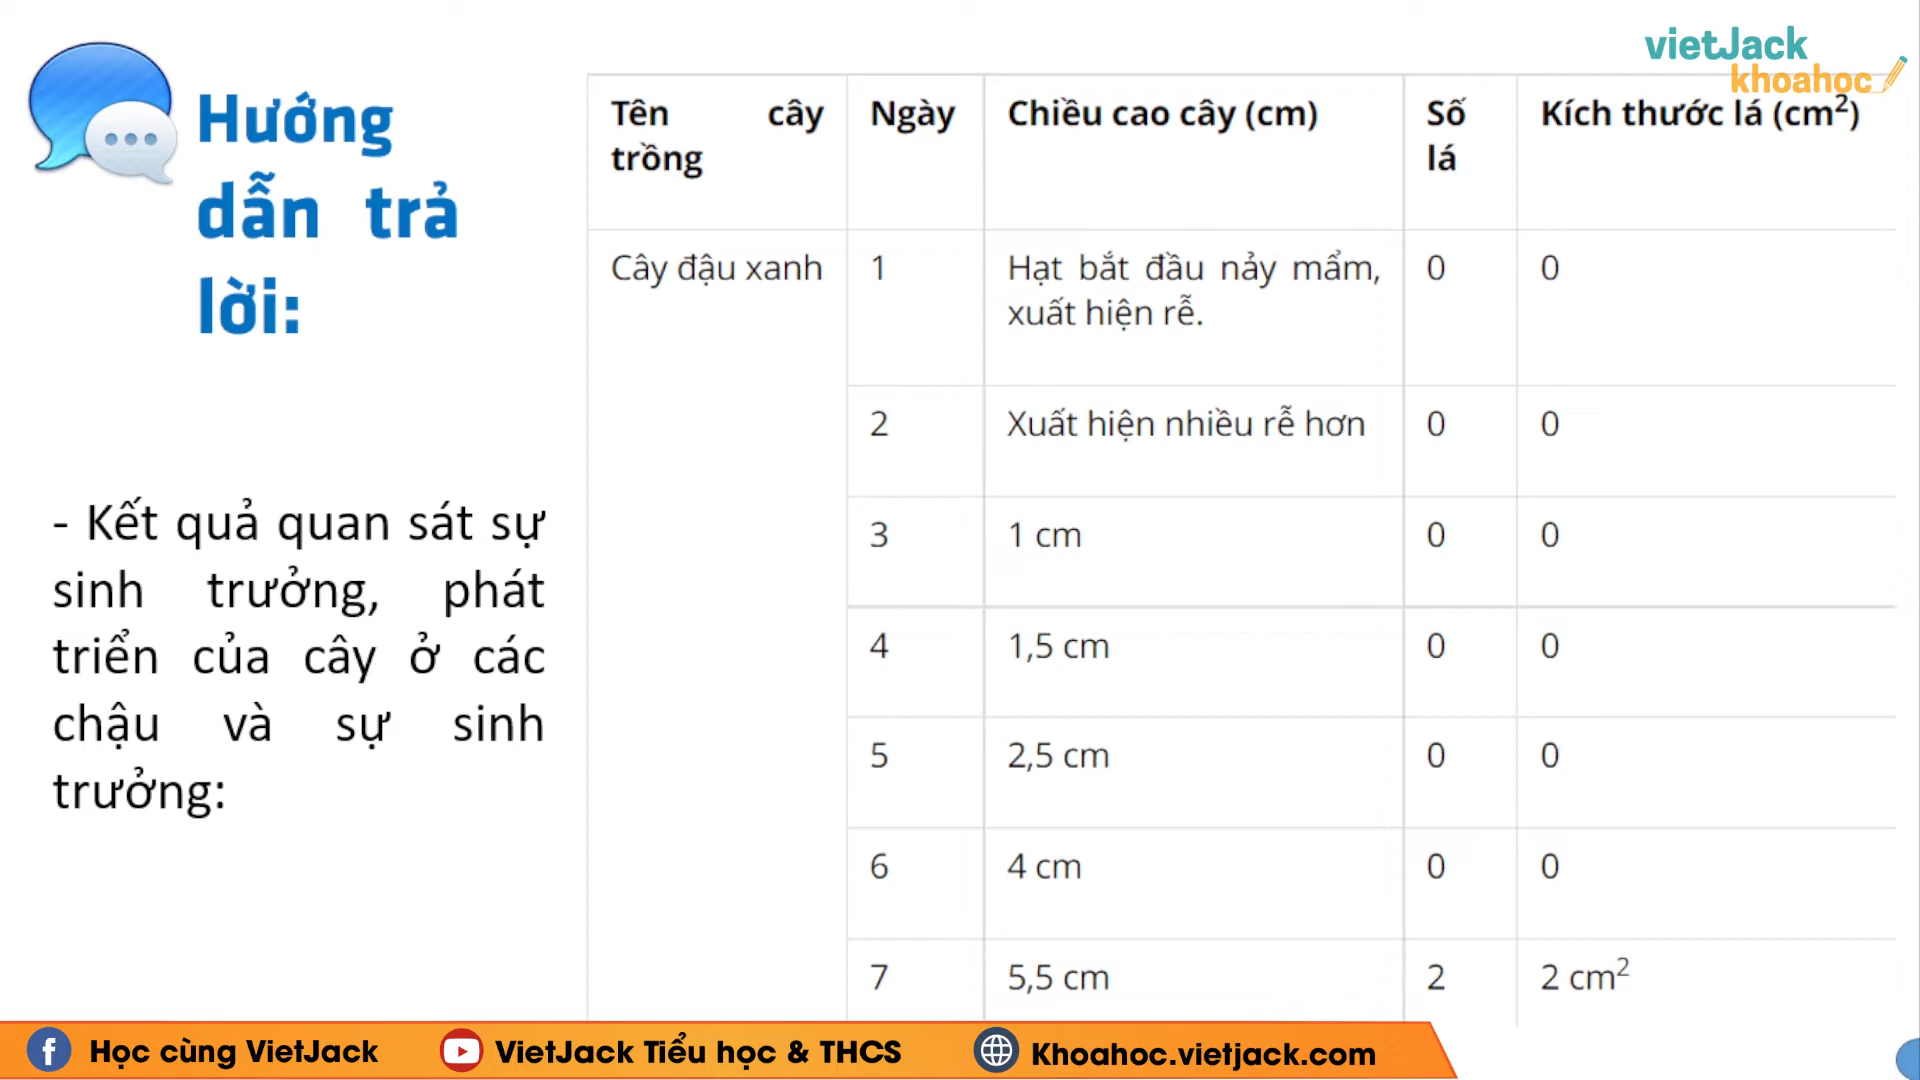 vietJack
khoahoc
Hướng
dẫn trả
lời:
- Kết quả quan sát sự
sinh trưởng, phát
triển của cây ở các
chậu và sự sinh
trưởng:
Tên cây
trồng
Ngày
Chiều cao cây (cm)
Số
lá
Kích thước lá (cm²)
Cây đậu xanh
1
Hạt bắt đầu nảy mẩm,
xuất hiện rễ.
0
0
2
Xuất hiện nhiều rễ hơn
0
0
3
1 cm
0
0
4
1,5 cm
0
0
5
2,5 cm
0
0
6
4 cm
0
0
7
5,5 cm
2
2 cm²
Học cùng VietJack
VietJack Tiểu học & THCS
Khoahoc.vietjack.com